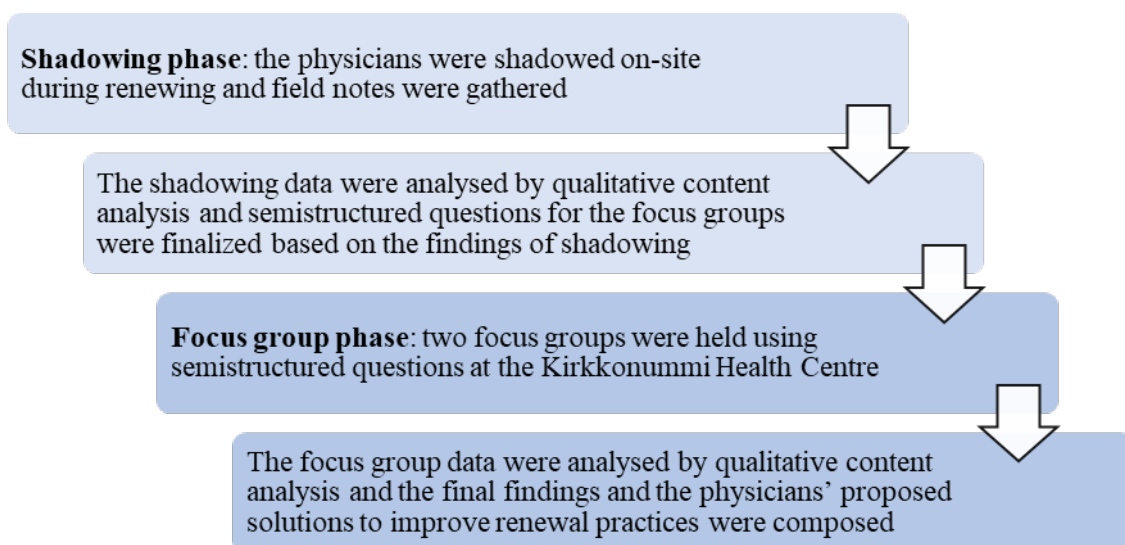 Shadowing phase: the physicians were shadowed on-site
during renewing and field notes were gathered
The shadowing data were analysed by qualitative content
analysis and semistructured questions for the focus groups
were finalized based on the findings of shadowing
Focus group phase: two focus groups were held using
semistructured questions at the Kirkkonummi Health Centre
The focus group data were analysed by qualitative content
analysis and the final findings and the physicians’ proposed
solutions to improve renewal practices were composed